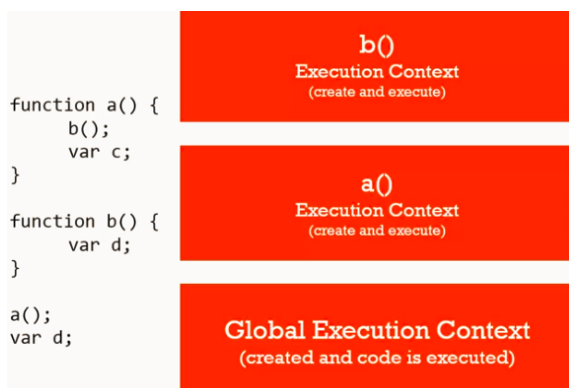 function a() {
b();
var c;
}
function b() {
var d;
}
a();
var d;
b()
Execution Context
(create and execute)
a()
Execution Context
(create and execute)
Global Execution Context
(created and code is executed)